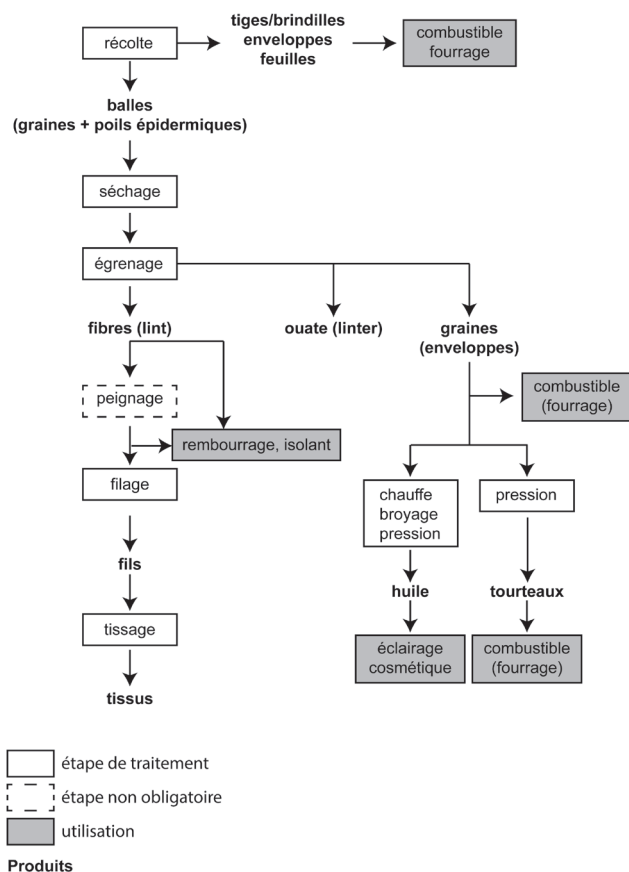 récolte
tiges/brindilles
enveloppes
feuilles
combustible
fourrage
balles
(graines + poils épidermiques)
séchage
égrenage
fibres (lint)
ouate (linter)
graines
(enveloppes)
peignage
combustible
(fourrage)
rembourrage, isolant
filage
chauffe
broyage
pression
pression
fils
huile
tourteaux
tissage
éclairage
cosmétique
combustible
(fourrage)
tissus
étape de traitement
étape non obligatoire
utilisation
Produits